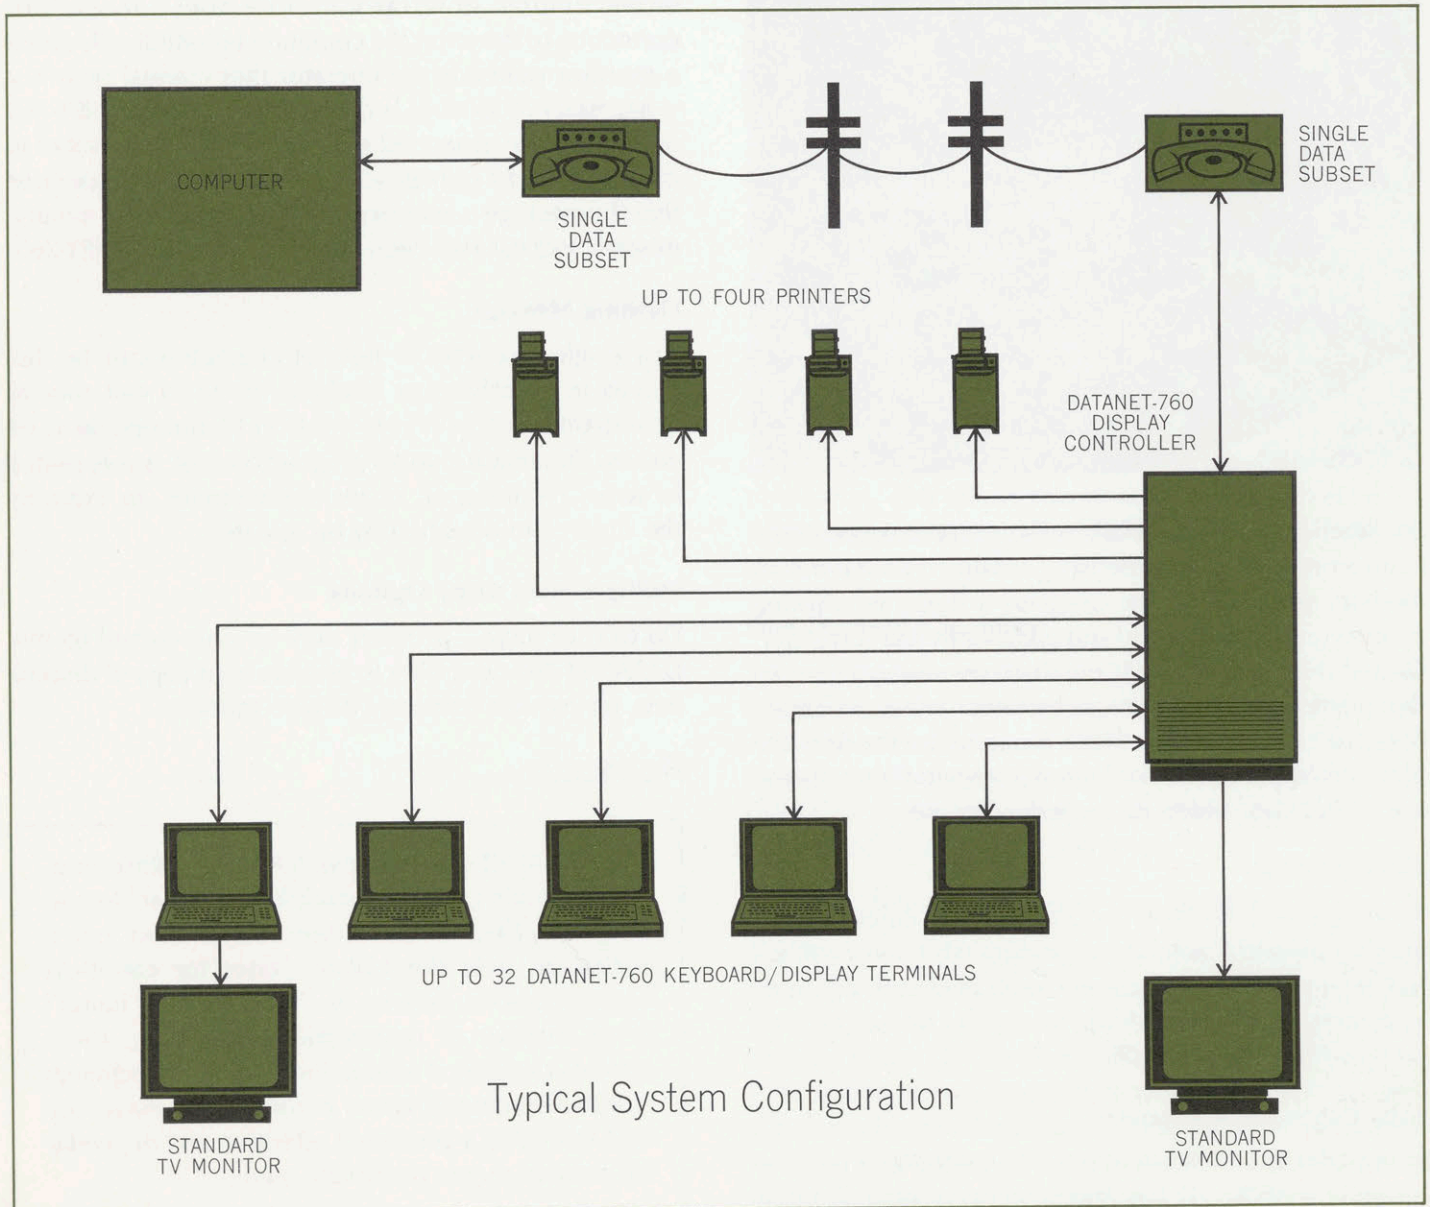 COMPUTER
SINGLE
DATA
SUBSET
SINGLE
DATA
SUBSET
UP TO FOUR PRINTERS
DATANET-760
DISPLAY
CONTROLLER
UP TO 32 DATANET-760 KEYBOARD/DISPLAY TERMINALS
Typical System Configuration
STANDARD
TV MONITOR
STANDARD
TV MONITOR